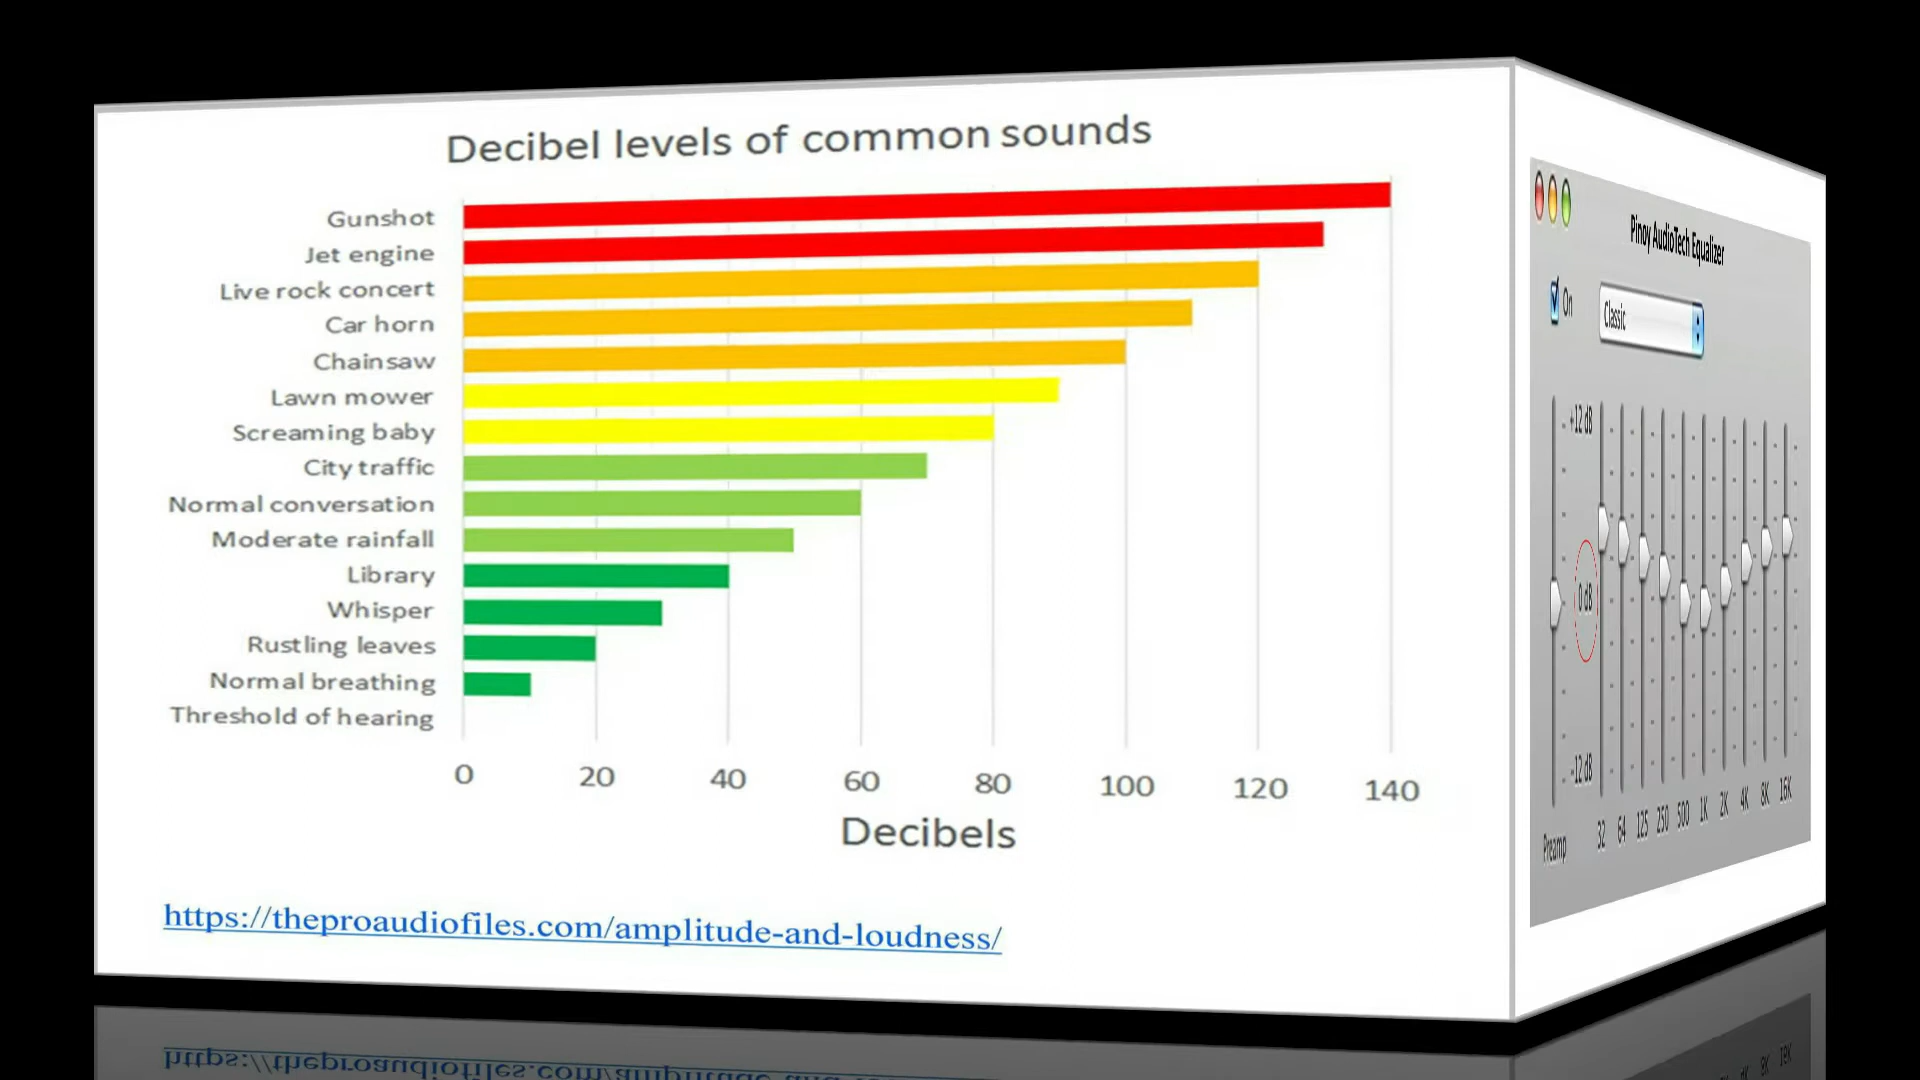 Decibel levels of common sounds
Gunshot
Jet engine
Live rock concert
Car horn
Chainsaw
Lawn mower
Screaming baby
City traffic
Normal conversation
Moderate rainfall
Library
Whisper
Rustling leaves
Normal breathing
Threshold of hearing
0 20 40 60 80 100 120 140
Decibels
https://theproaudiofiles.com/amplitude-and-loudness/
Pinoy AudioTech Equalizer
On
Classic
+12 dB
0 dB
-12 dB
Preamp 32 64 125 250 500 1K 2K 4K 8K 16K